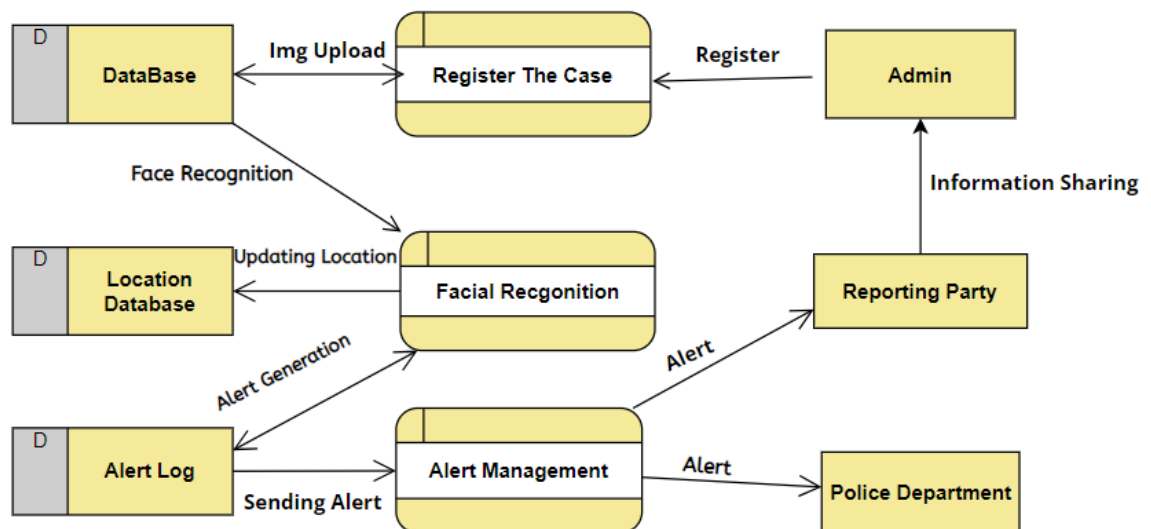 D
DataBase
Img Upload
Register The Case
Register
Admin
Face Recognition
Information Sharing
D
Location
Database
Updating Location
Facial Recgonition
Reporting Party
Alert Generation
Alert
D
Alert Log
Sending Alert
Alert Management
Alert
Police Department